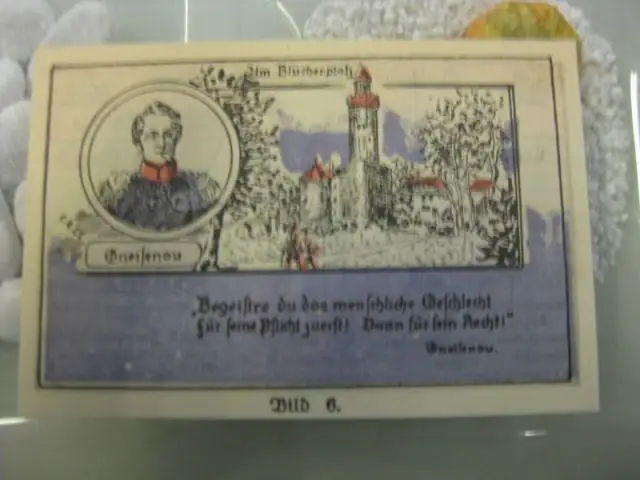 Am Blücherplatz
Gneisenau
„Begeistre du das menschliche Geschlecht
für seine Pflicht zuerst! Dann für sein Recht!"
Gneisenau.
Bild 6.